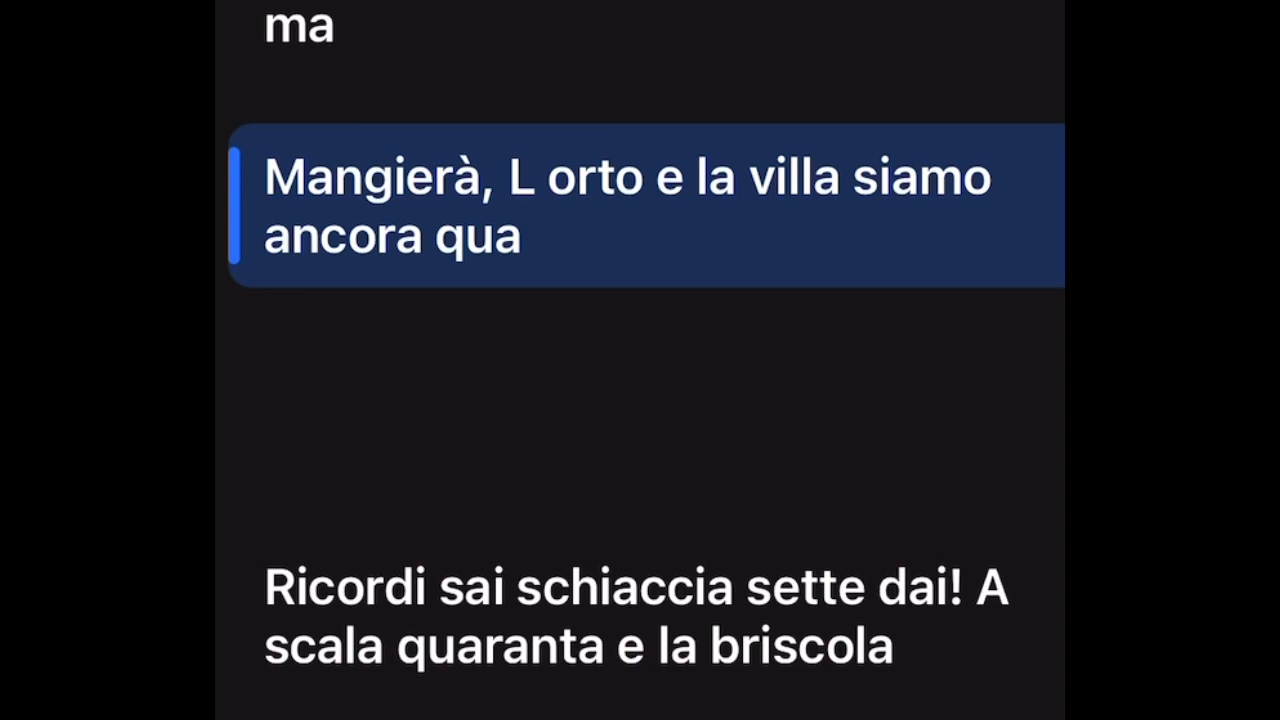 ma
Mangierà, L orto e la villa siamo
ancora qua
Ricordi sai schiaccia sette dai! A
scala quaranta e la briscola